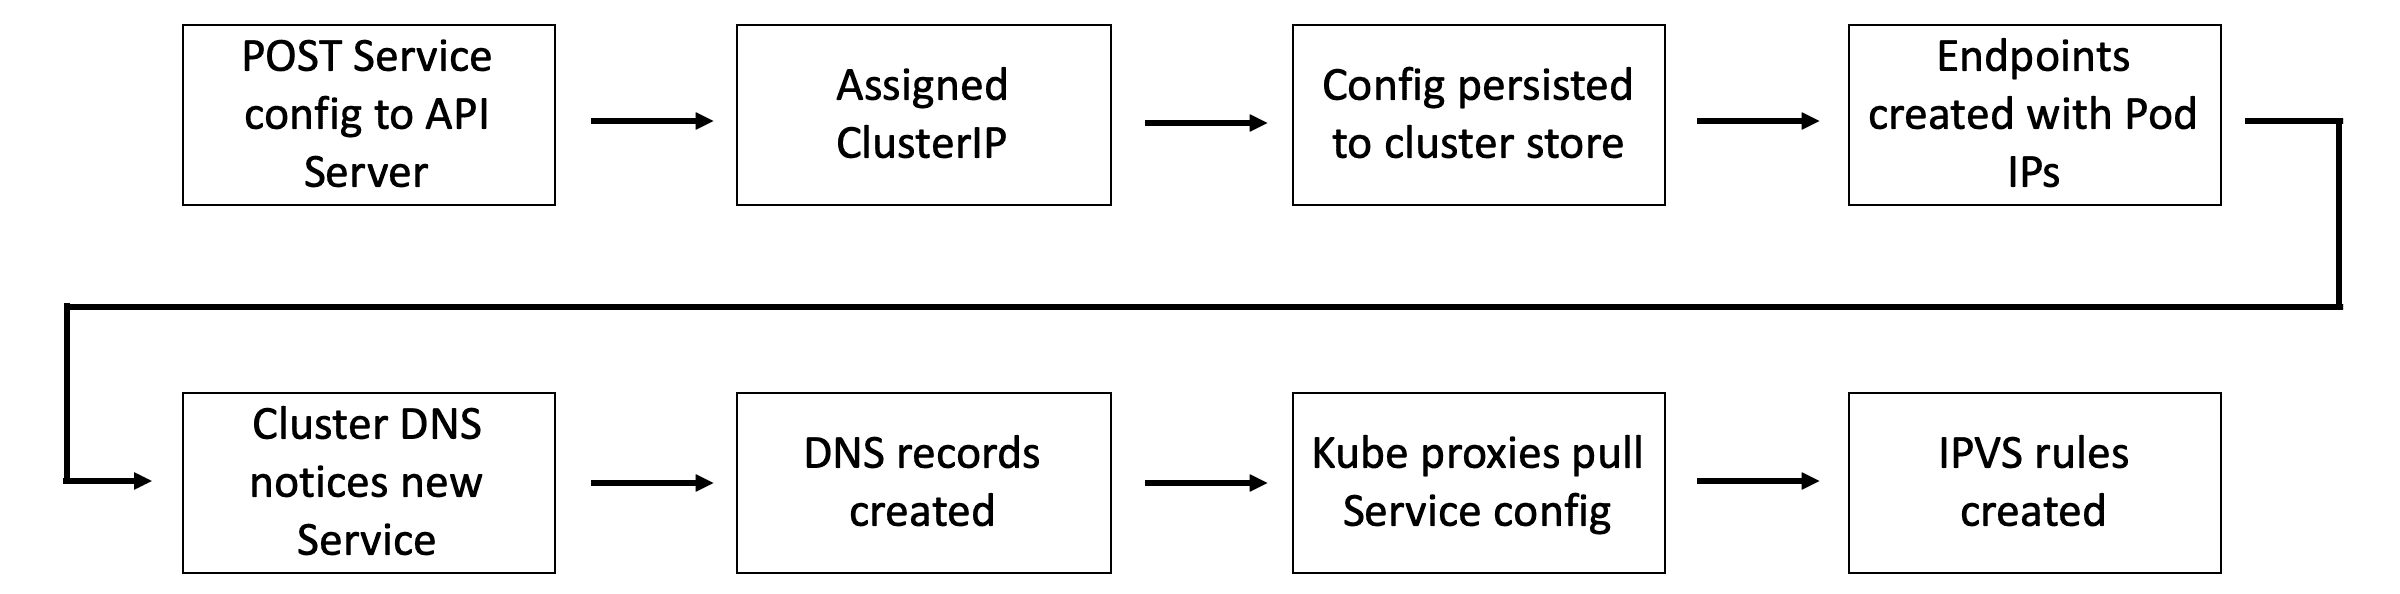 POST Service
config to API
Server
Assigned
ClusterIP
Config persisted
to cluster store
Endpoints
created with Pod
IPs
Cluster DNS
notices new
Service
DNS records
created
Kube proxies pull
Service config
IPVS rules
created